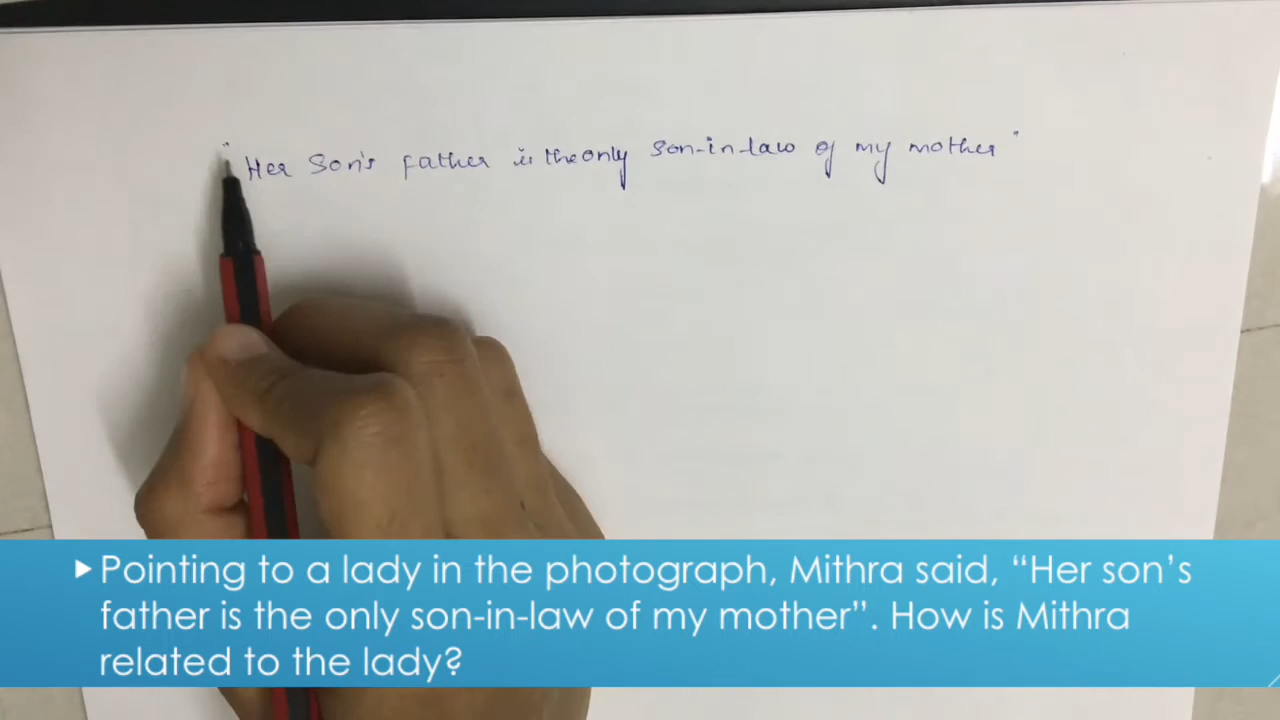 "Her Son's father is the only son-in-law of my mother"
Pointing to a lady in the photograph, Mithra said, “Her son’s
father is the only son-in-law of my mother”. How is Mithra
related to the lady?